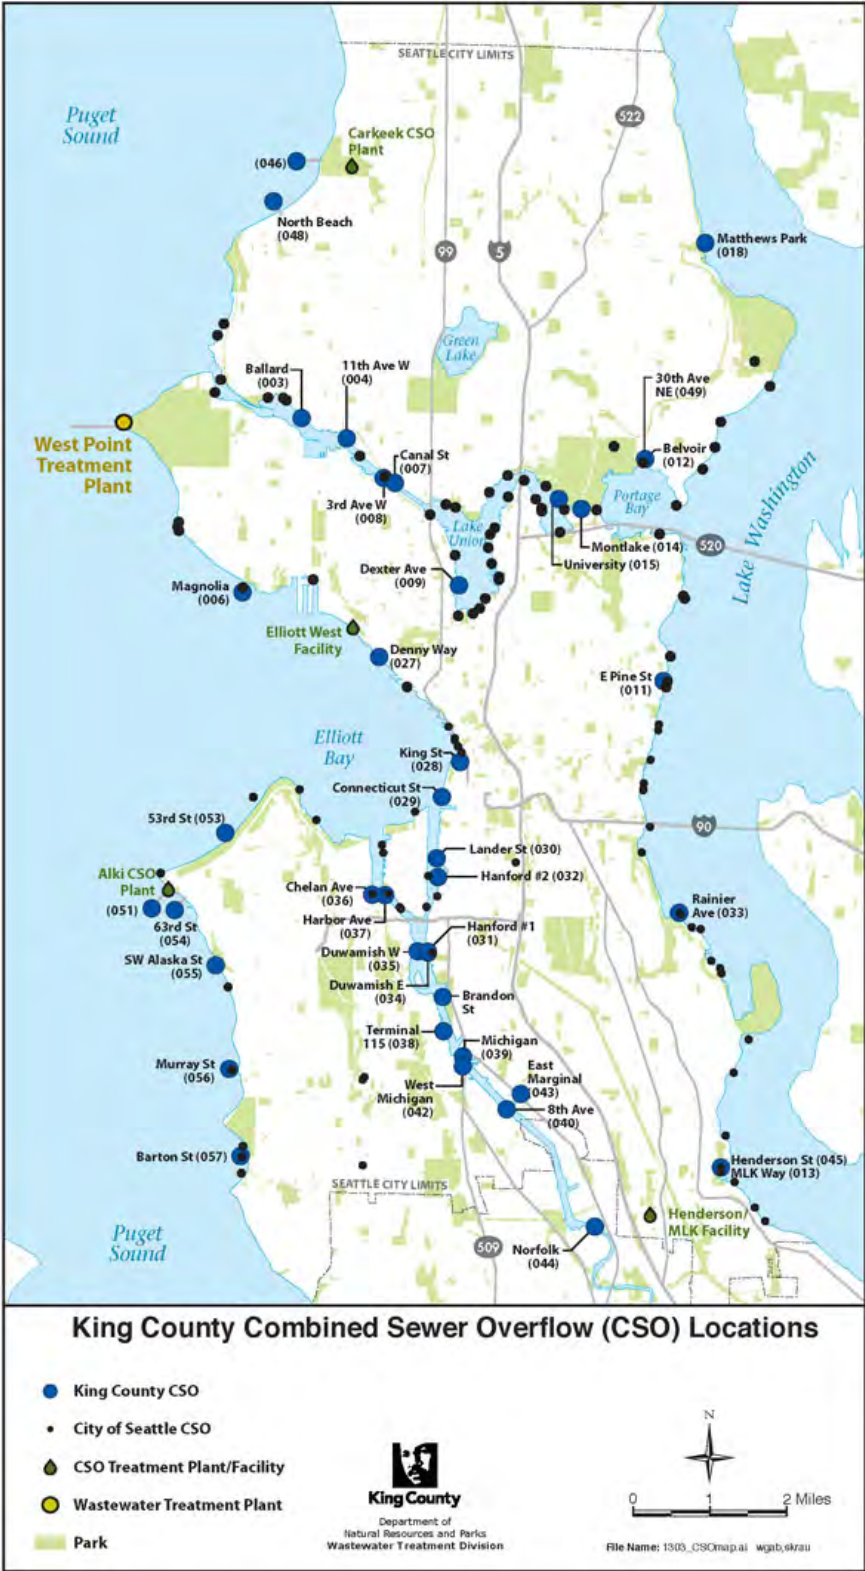 SEATTLE CITY LIMITS
Puget
Sound
522
Carkeek CSO
Plant
(046)
North Beach
(048)
99
5
Matthews Park
(018)
Green
Lake
Ballard
(003)
11th Ave W
(004)
30th Ave
NE (049)
West Point
Treatment
Plant
Canal St
(007)
Belvoir
(012)
3rd Ave W
(008)
Portage
Bay
Lake Washington
Lake
Union
Montlake (014)
520
University (015)
Dexter Ave
(009)
Magnolia
(006)
Elliott West
Facility
Denny Way
(027)
E Pine St
(011)
Elliott
Bay
King St
(028)
Connecticut St
(029)
53rd St (053)
90
Lander St (030)
Alki CSO
Plant
Hanford #2 (032)
Chelan Ave
(036)
(051)
Rainier
Ave (033)
Harbor Ave
(037)
63rd St
(054)
Hanford #1
(031)
SW Alaska St
(055)
Duwamish W
(035)
Duwamish E
(034)
Brandon
St
Terminal
115 (038)
Michigan
(039)
Murray St
(056)
East
Marginal
(043)
West
Michigan
(042)
8th Ave
(040)
Barton St (057)
Henderson St (045)
MLK Way (013)
SEATTLE CITY LIMITS
Henderson/
MLK Facility
Puget
Sound
509
Norfolk
(044)
King County Combined Sewer Overflow (CSO) Locations
King County CSO
City of Seattle CSO
CSO Treatment Plant/Facility
Wastewater Treatment Plant
Park
King County
Department of
Natural Resources and Parks
Wastewater Treatment Division
N
0 1 2 Miles
File Name: 1303_CSOmap.ai wgab,skrau